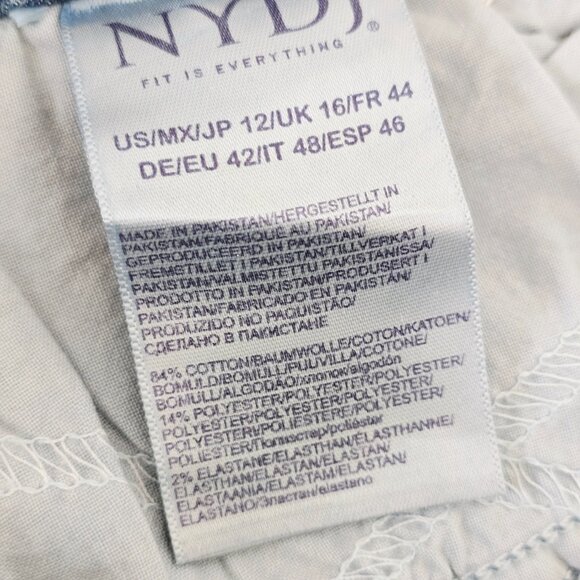 NYDJ®
FIT IS EVERYTHING
US/MX/JP 12/UK 16/FR 44
DE/EU 42/IT 48/ESP 46
MADE IN PAKISTAN/HERGESTELLT IN
PAKISTAN/FABRIQUE AU PAKISTAN/
GEPRODUCEERD IN PAKISTAN/
FREMSTILLET I PAKISTAN/TILLVERKAT I
PAKISTAN/VALMISTETTU PAKISTANISSA/
PRODOTTO IN PAKISTAN/PRODUSERT I
PAKISTAN/FABRICADO EN PAKISTAN/
PRODUZIDO NO PAQUISTÃO/
СДЕЛАНО В ПАКИСТАНЕ
84% COTTON/BAUMWOLLE/COTON/KATOEN/
BOMULD/BOMULL/PUUVILLA/COTONE/
BOMULL/ALGODÃO/хлопок/algodón
14% POLYESTER/POLYESTER/POLYESTER/
POLYESTER/POLYESTER/POLYESTER/
POLYESTER/POLIESTERE/POLYESTER/
POLIESTER/Полиэстер/poliéster
2% ELASTANE/ELASTHAN/ELASTHANNE/
ELASTHAN/ELASTAN/ELASTAN/
ELASTAANIA/ELASTAM/ELASTAN/
ELASTANO/Эластан/elastano